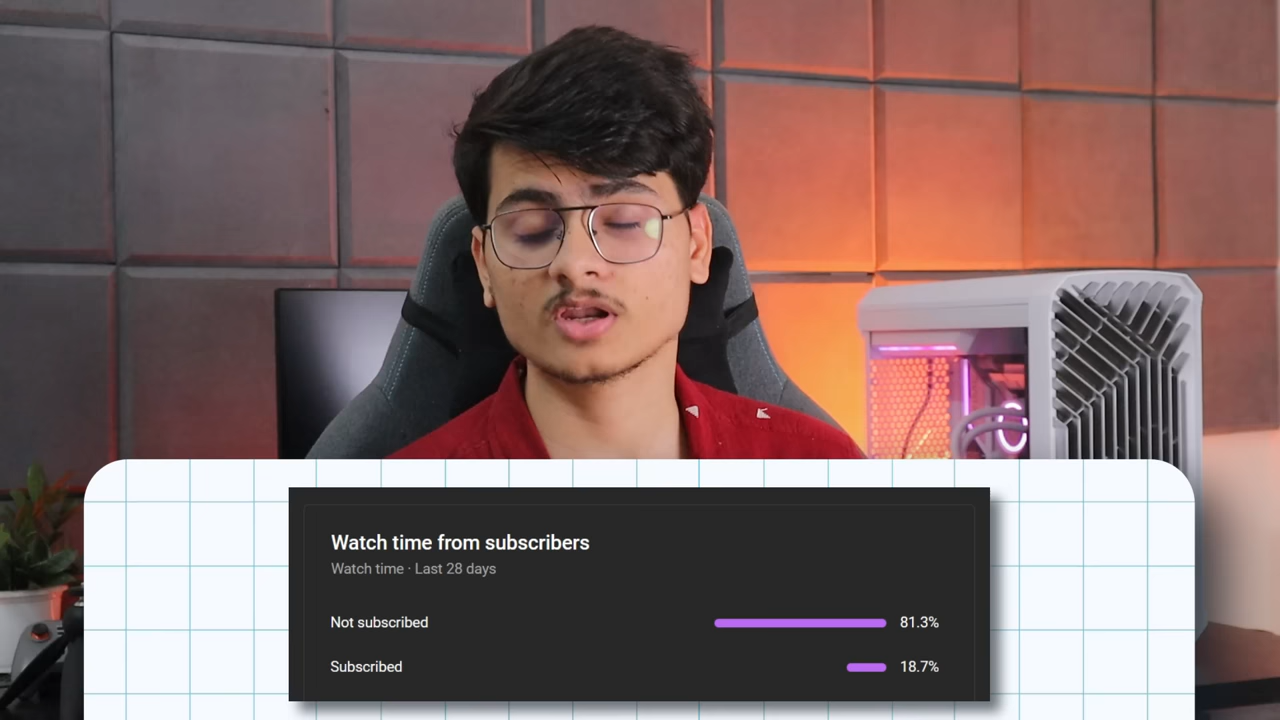 Watch time from subscribers
Watch time · Last 28 days
Not subscribed 81.3%
Subscribed 18.7%